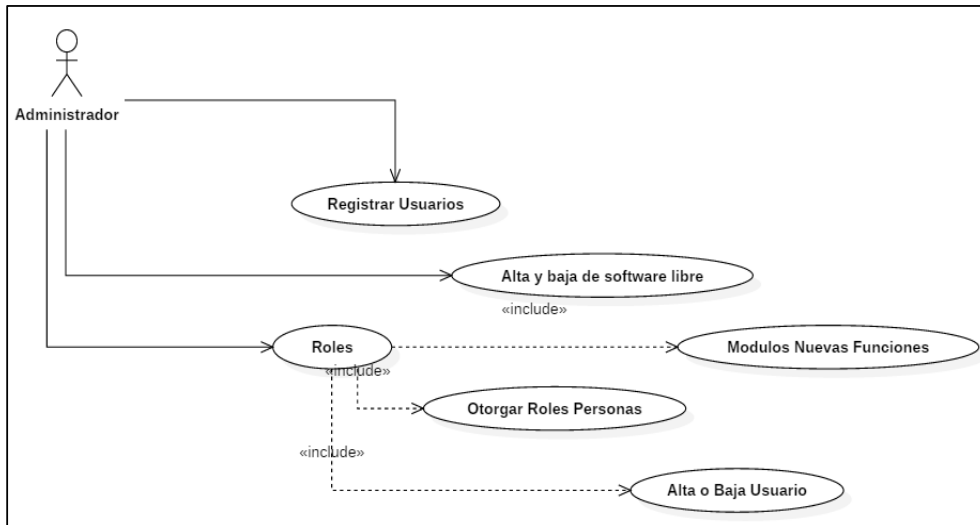 Administrador
Registrar Usuarios
Alta y baja de software libre
«include»
Roles
Modulos Nuevas Funciones
«include»
Otorgar Roles Personas
«include»
Alta o Baja Usuario